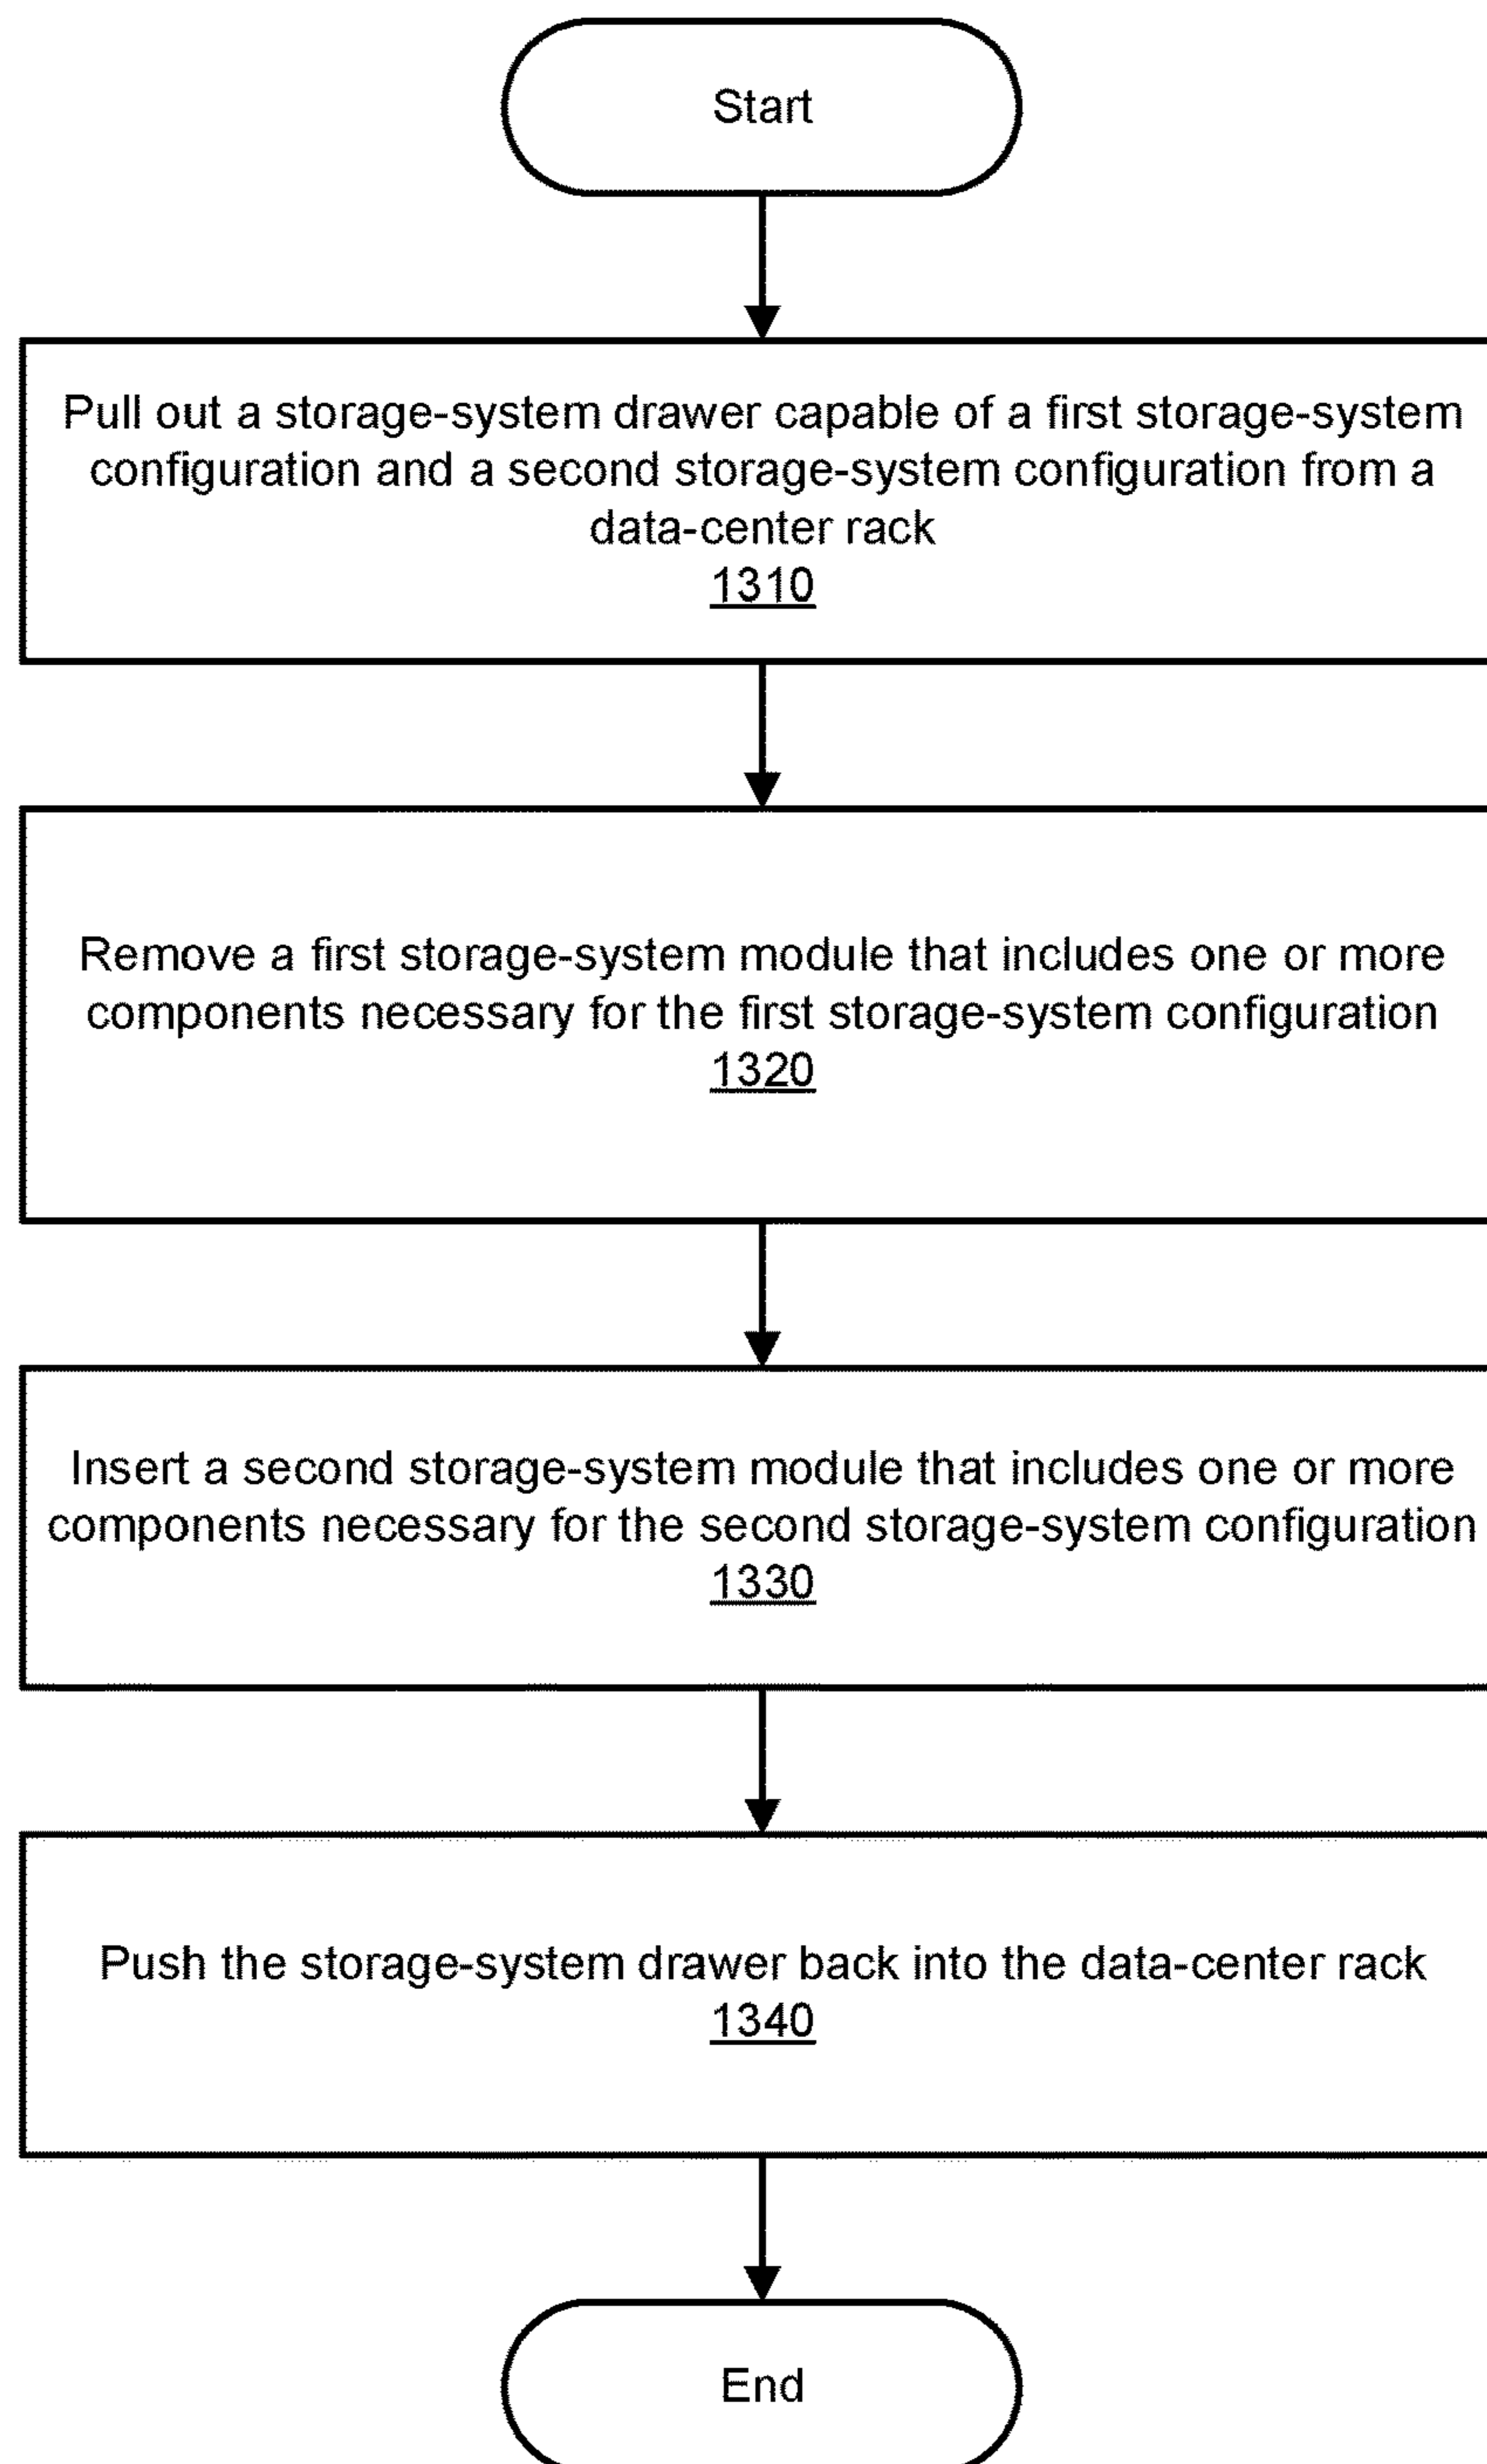 Start
Pull out a storage-system drawer capable of a first storage-system
configuration and a second storage-system configuration from a
data-center rack
1310
Remove a first storage-system module that includes one or more
components necessary for the first storage-system configuration
1320
Insert a second storage-system module that includes one or more
components necessary for the second storage-system configuration
1330
Push the storage-system drawer back into the data-center rack
1340
End